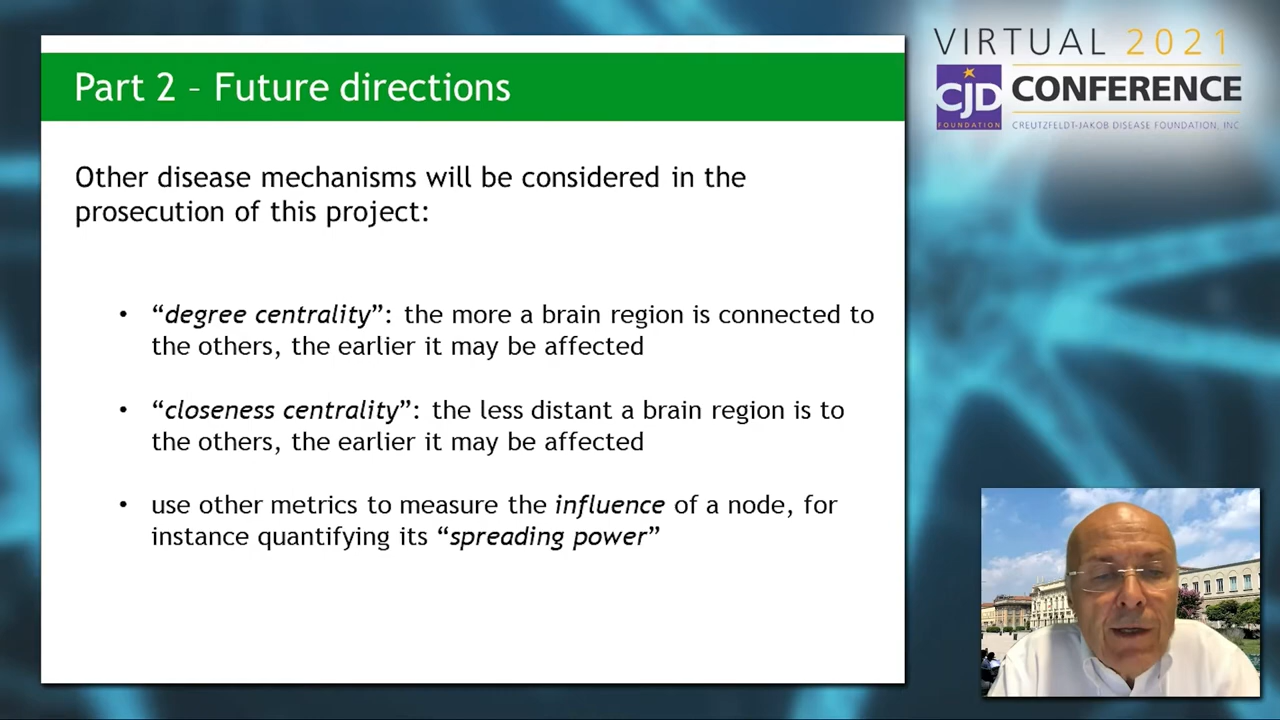 Part 2 – Future directions
Other disease mechanisms will be considered in the
prosecution of this project:
• “degree centrality”: the more a brain region is connected to
the others, the earlier it may be affected
• “closeness centrality”: the less distant a brain region is to
the others, the earlier it may be affected
• use other metrics to measure the influence of a node, for
instance quantifying its “spreading power”
VIRTUAL 2021
CJD
FOUNDATION
CONFERENCE
CREUTZFELDT-JAKOB DISEASE FOUNDATION, INC